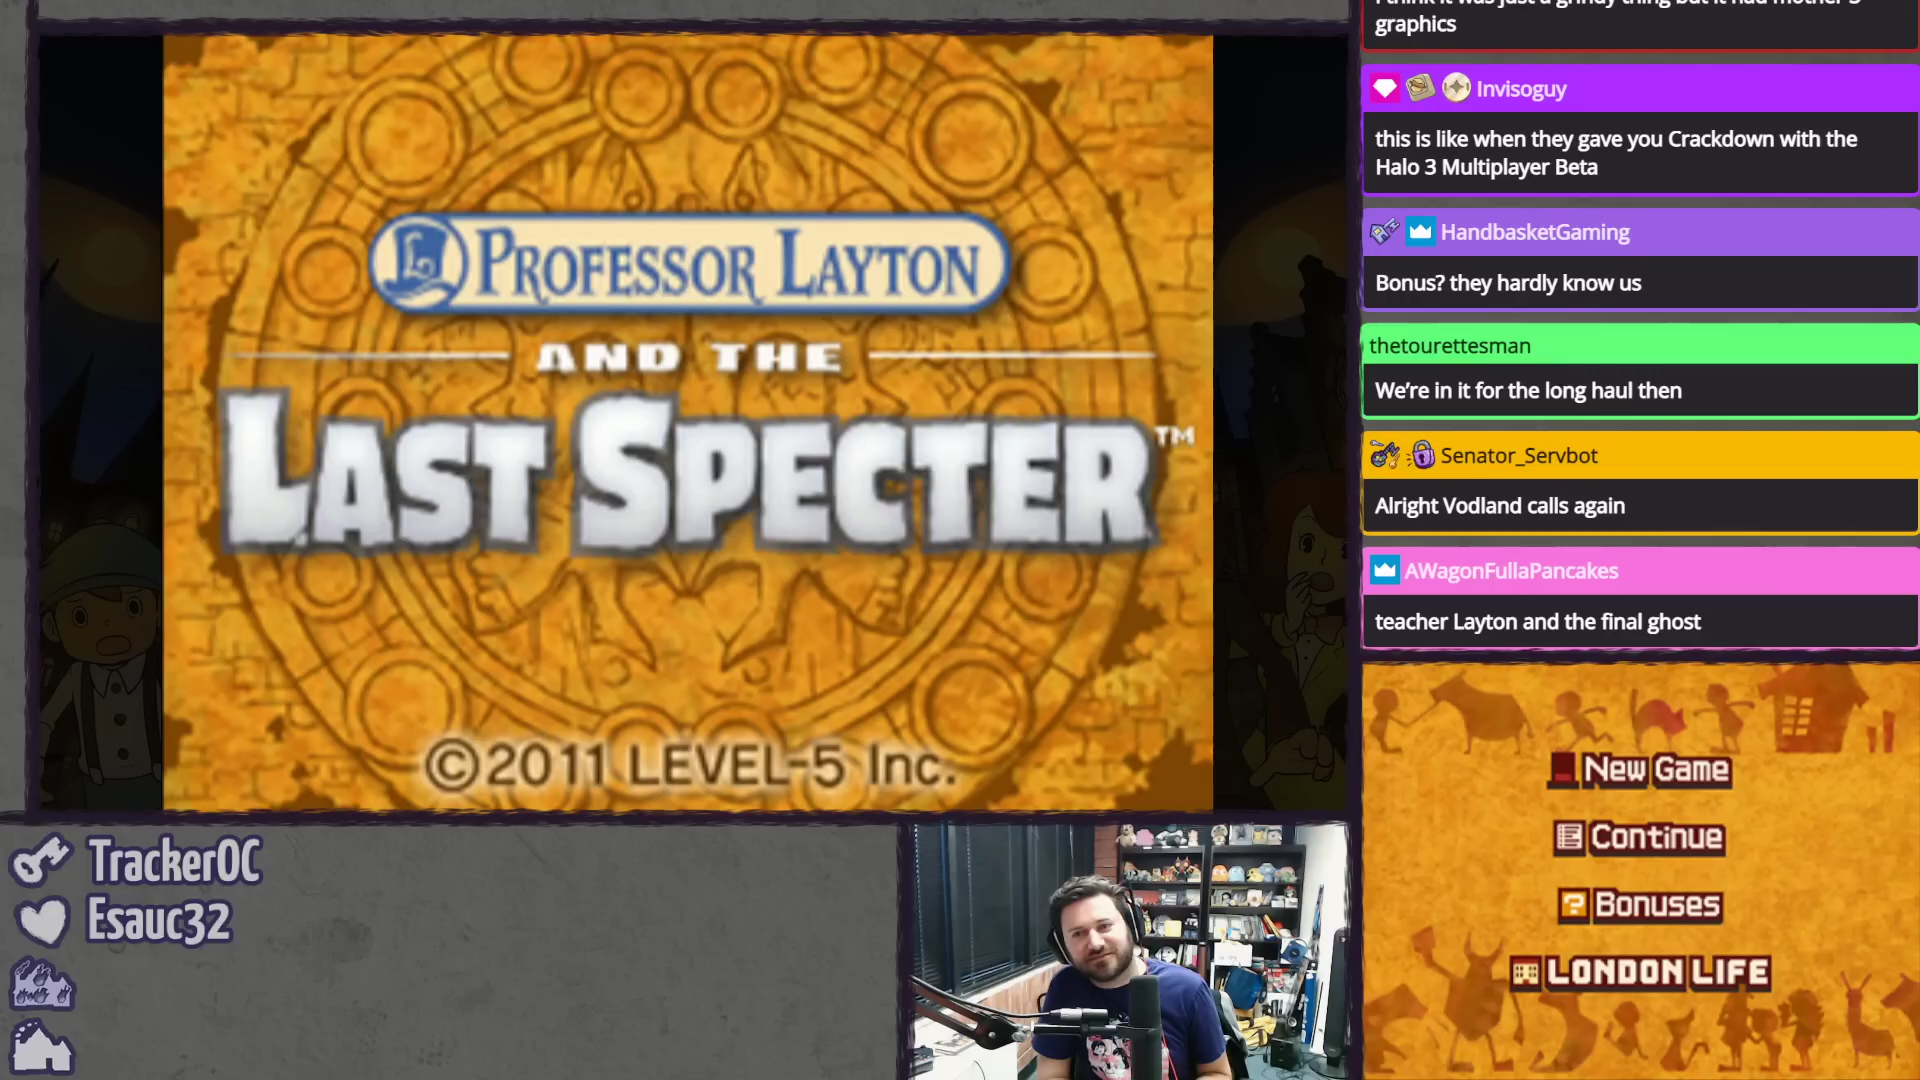 PROFESSOR LAYTON
AND THE
LAST SPECTER™
©2011 LEVEL-5 Inc.
TrackerOC
Esauc32
graphics
Invisoguy
this is like when they gave you Crackdown with the
Halo 3 Multiplayer Beta
HandbasketGaming
Bonus? they hardly know us
thetourettesman
We're in it for the long haul then
Senator_Servbot
Alright Vodland calls again
AWagonFullaPancakes
teacher Layton and the final ghost
New Game
Continue
Bonuses
LONDON LIFE